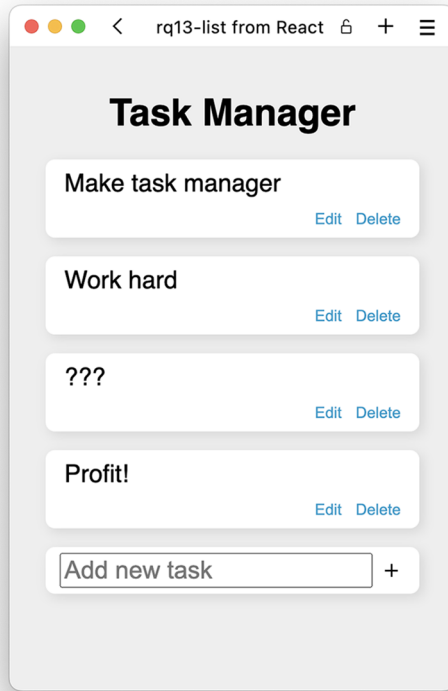 rq13-list from React
Task Manager
Make task manager
Edit Delete
Work hard
Edit Delete
???
Edit Delete
Profit!
Edit Delete
Add new task +